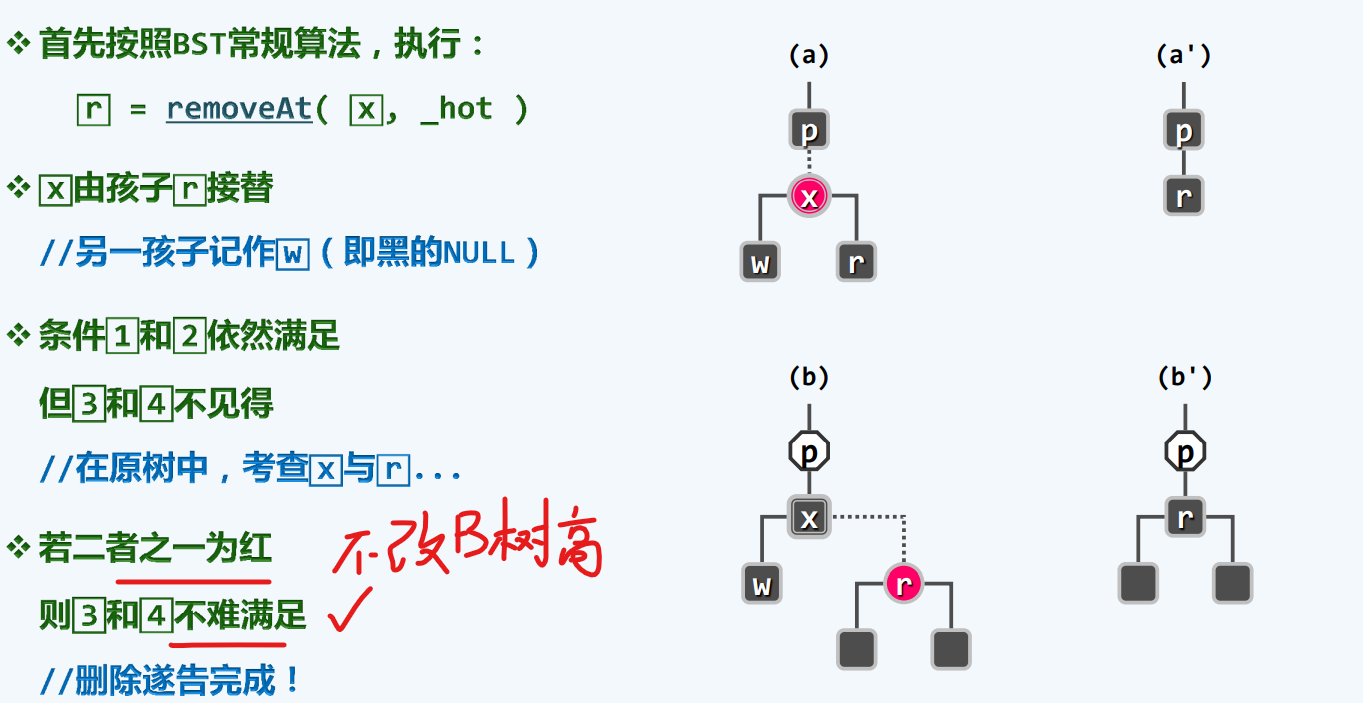 ❖ 首先按照BST常规算法，执行：
r = removeAt( x, _hot )
❖ x由孩子r接替
//另一孩子记作w（即黑的NULL）
❖ 条件1和2依然满足
但3和4不见得
//在原树中，考查x与r...
❖ 若二者之一为红
不改B树高
则3和4不难满足 ✓
//删除遂告完成！
(a)
p
x
w r
(a')
p
r
(b)
p
x
w r
(b')
p
r